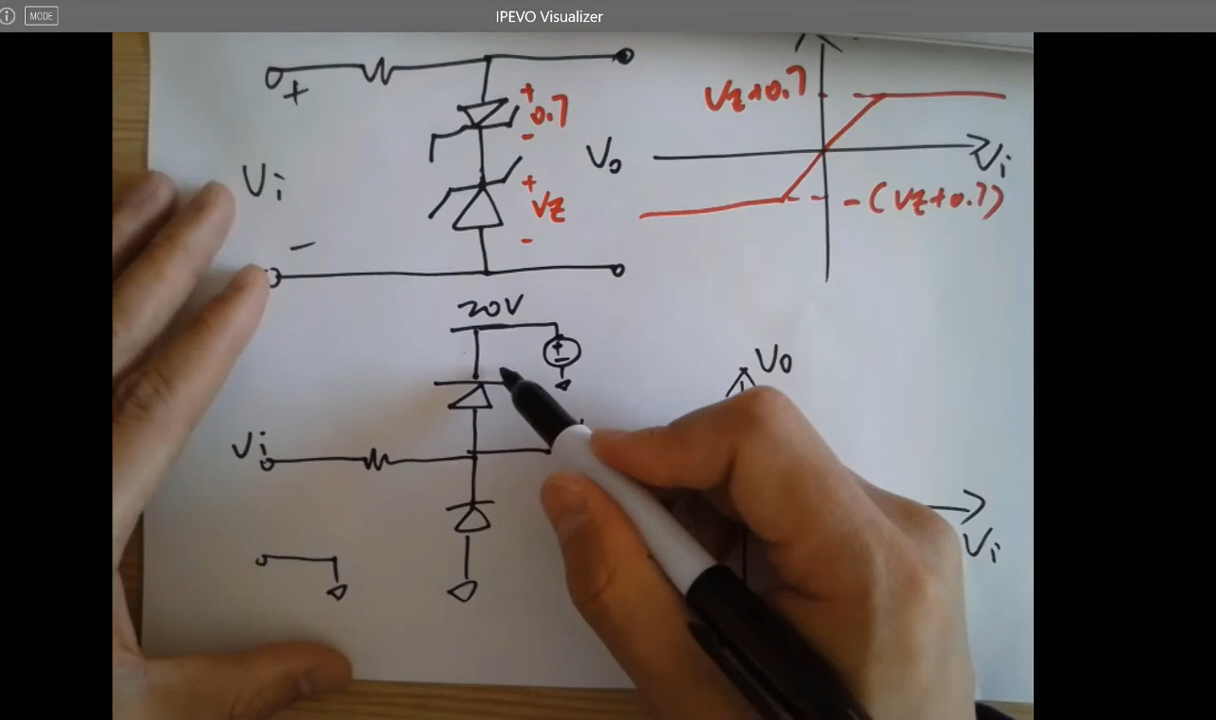 IPEVO Visualizer
MODE
+
Vi
−
+
0.7
-
+
Vz
-
Vo
Vz+0.7
Vi
-(Vz+0.7)
20V
+
−
Vi
Vo
Vi